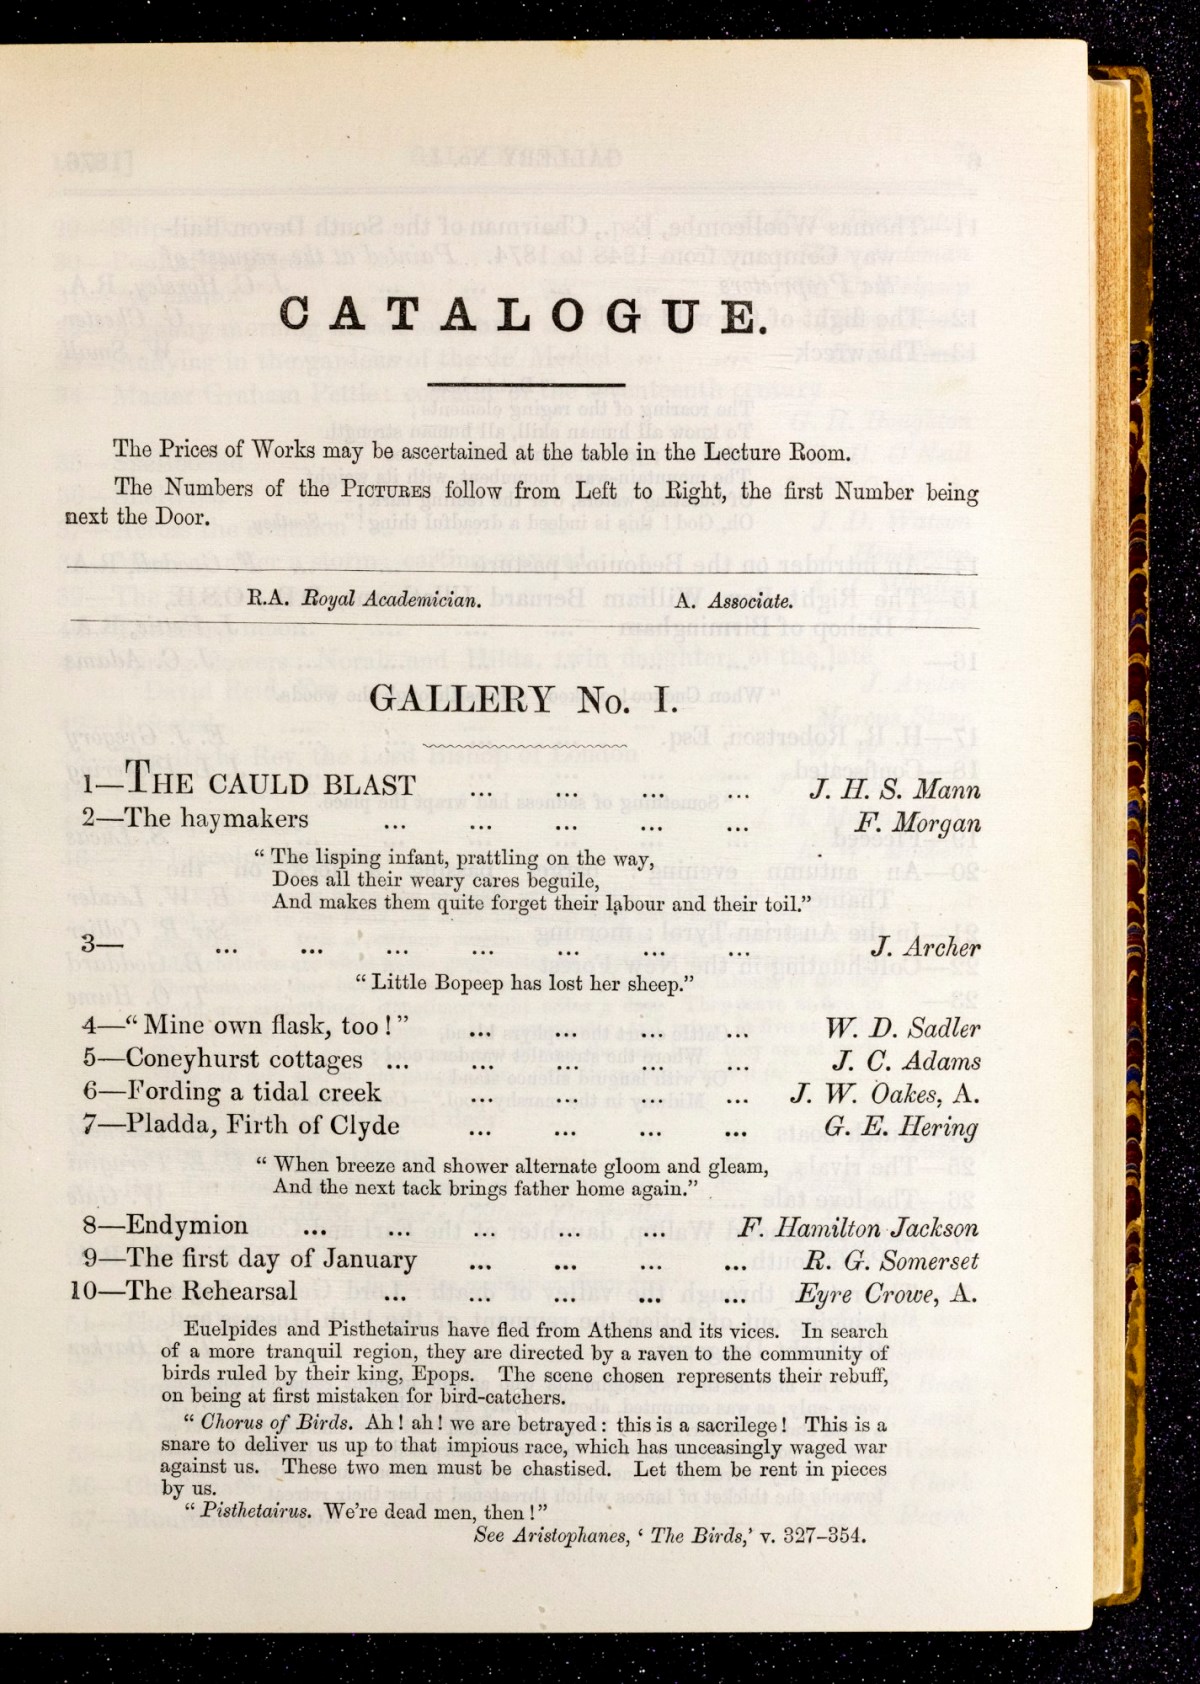 CATALOGUE.
The Prices of Works may be ascertained at the table in the Lecture Room.
The Numbers of the PICTURES follow from Left to Right, the first Number being
next the Door.
R.A. Royal Academician. A. Associate.
GALLERY No. I.
1—THE CAULD BLAST ... ... ... ... J. H. S. Mann
2—The haymakers ... ... ... ... ... F. Morgan
“ The lisping infant, prattling on the way,
Does all their weary cares beguile,
And makes them quite forget their labour and their toil.”
3— ... ... ... ... ... ... ... J. Archer
“ Little Bopeep has lost her sheep.”
4—“ Mine own flask, too ! ” ... ... ... ... W. D. Sadler
5—Coneyhurst cottages ... ... ... ... ... J. C. Adams
6—Fording a tidal creek ... ... ... ... J. W. Oakes, A.
7—Pladda, Firth of Clyde ... ... ... ... G. E. Hering
“ When breeze and shower alternate gloom and gleam,
And the next tack brings father home again.”
8—Endymion ... ... ... ... ... F. Hamilton Jackson
9—The first day of January ... ... ... ... R. G. Somerset
10—The Rehearsal ... ... ... ... ... Eyre Crowe, A.
Euelpides and Pisthetairus have fled from Athens and its vices. In search
of a more tranquil region, they are directed by a raven to the community of
birds ruled by their king, Epops. The scene chosen represents their rebuff,
on being at first mistaken for bird-catchers.
“ Chorus of Birds. Ah ! ah ! we are betrayed : this is a sacrilege ! This is a
snare to deliver us up to that impious race, which has unceasingly waged war
against us. These two men must be chastised. Let them be rent in pieces
by us.
“ Pisthetairus. We’re dead men, then ! ”
See Aristophanes, ‘ The Birds,’ v. 327–354.